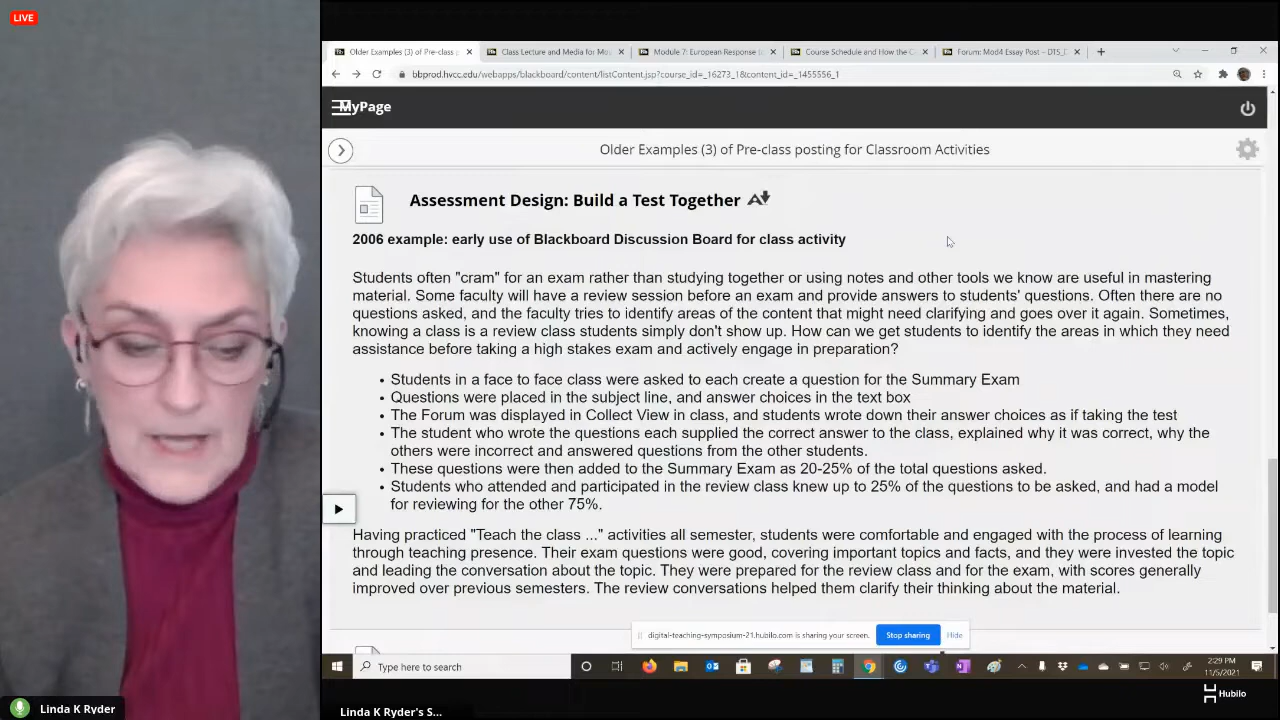 LIVE
Older Examples (3) of Pre-class p
Class Lecture and Media for Mo
Module 7: European Response to
Course Schedule and How the C
Forum: Mod4 Essay Post – DTS_D
bbprod.hvcc.edu/webapps/blackboard/content/listContent.jsp?course_id=_16273_1&content_id=_1455556_1
MyPage
Older Examples (3) of Pre-class posting for Classroom Activities
Assessment Design: Build a Test Together
2006 example: early use of Blackboard Discussion Board for class activity
Students often "cram" for an exam rather than studying together or using notes and other tools we know are useful in mastering
material. Some faculty will have a review session before an exam and provide answers to students' questions. Often there are no
questions asked, and the faculty tries to identify areas of the content that might need clarifying and goes over it again. Sometimes,
knowing a class is a review class students simply don't show up. How can we get students to identify the areas in which they need
assistance before taking a high stakes exam and actively engage in preparation?
• Students in a face to face class were asked to each create a question for the Summary Exam
• Questions were placed in the subject line, and answer choices in the text box
• The Forum was displayed in Collect View in class, and students wrote down their answer choices as if taking the test
• The student who wrote the questions each supplied the correct answer to the class, explained why it was correct, why the
others were incorrect and answered questions from the other students.
• These questions were then added to the Summary Exam as 20-25% of the total questions asked.
• Students who attended and participated in the review class knew up to 25% of the questions to be asked, and had a model
for reviewing for the other 75%.
Having practiced "Teach the class ..." activities all semester, students were comfortable and engaged with the process of learning
through teaching presence. Their exam questions were good, covering important topics and facts, and they were invested the topic
and leading the conversation about the topic. They were prepared for the review class and for the exam, with scores generally
improved over previous semesters. The review conversations helped them clarify their thinking about the material.
digital-teaching-symposium-21.hubilo.com is sharing your screen.
Stop sharing
Hide
Type here to search
2:29 PM
11/5/2021
Linda K Ryder
Linda K Ryder's S...
Hubilo